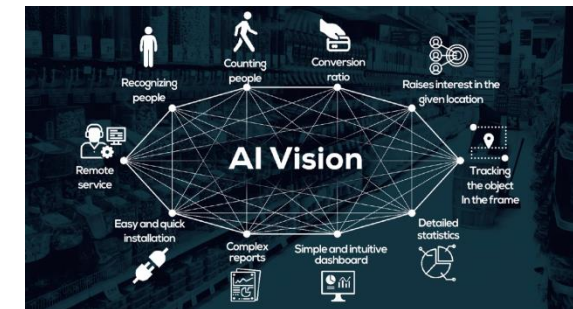 Recognizing
people
Counting
people
Conversion
ratio
Raises interest in the
given location
Remote
service
AI Vision
Tracking
the object
In the frame
Easy and quick
installation
Complex
reports
Simple and intuitive
dashboard
Detailed
statistics